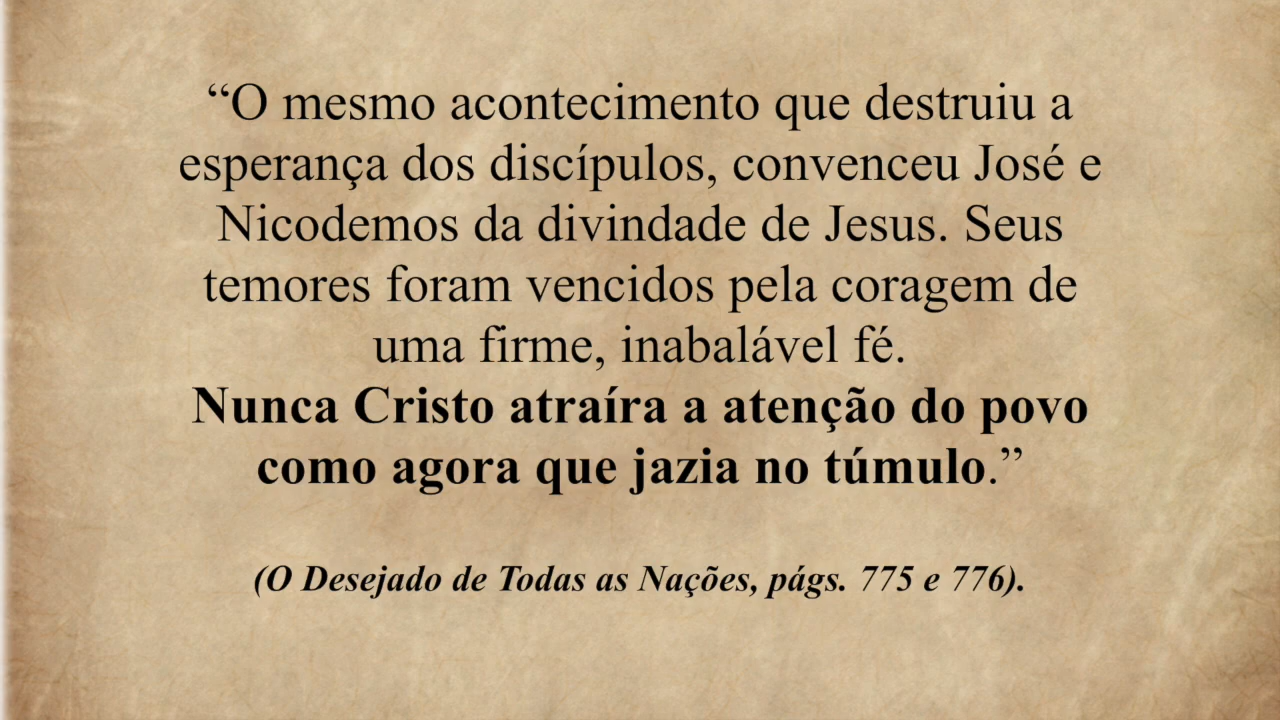 “O mesmo acontecimento que destruiu a
esperança dos discípulos, convenceu José e
Nicodemos da divindade de Jesus. Seus
temores foram vencidos pela coragem de
uma firme, inabalável fé.
Nunca Cristo atraíra a atenção do povo
como agora que jazia no túmulo.”
(O Desejado de Todas as Nações, págs. 775 e 776).